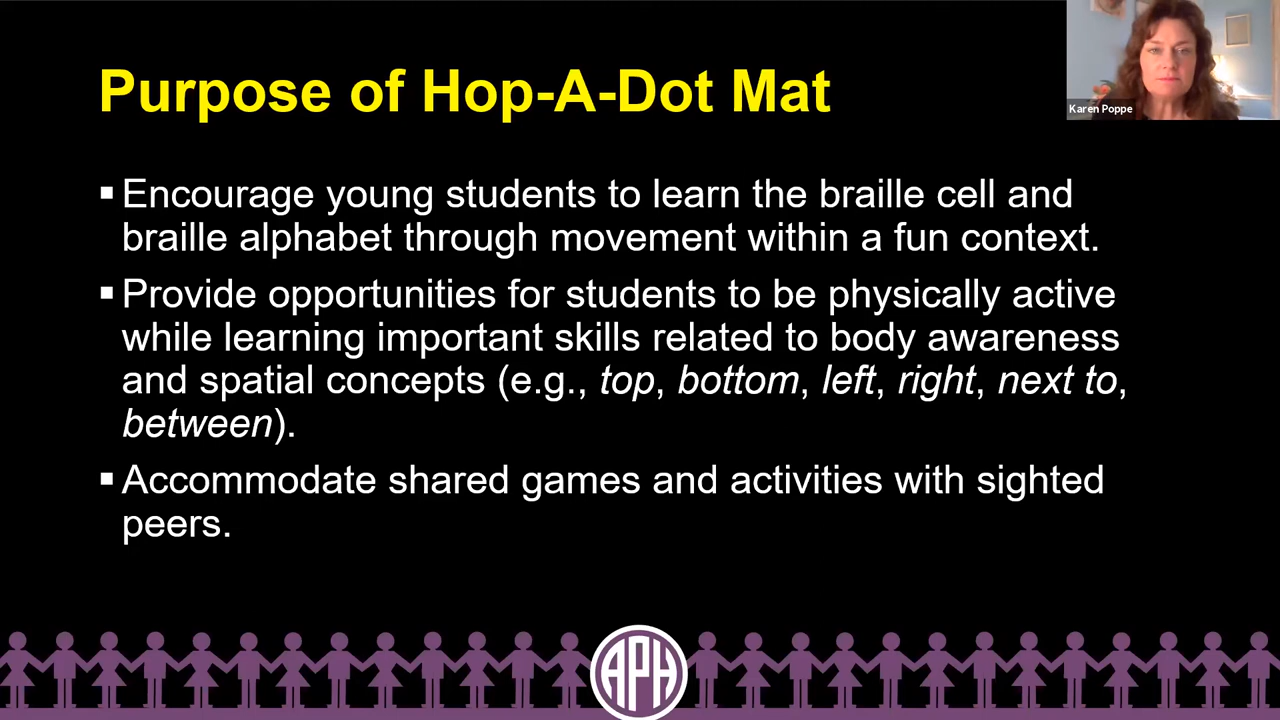 Purpose of Hop-A-Dot Mat
Karen Poppe
▪ Encourage young students to learn the braille cell and
braille alphabet through movement within a fun context.
▪ Provide opportunities for students to be physically active
while learning important skills related to body awareness
and spatial concepts (e.g., top, bottom, left, right, next to,
between).
▪ Accommodate shared games and activities with sighted
peers.
APH